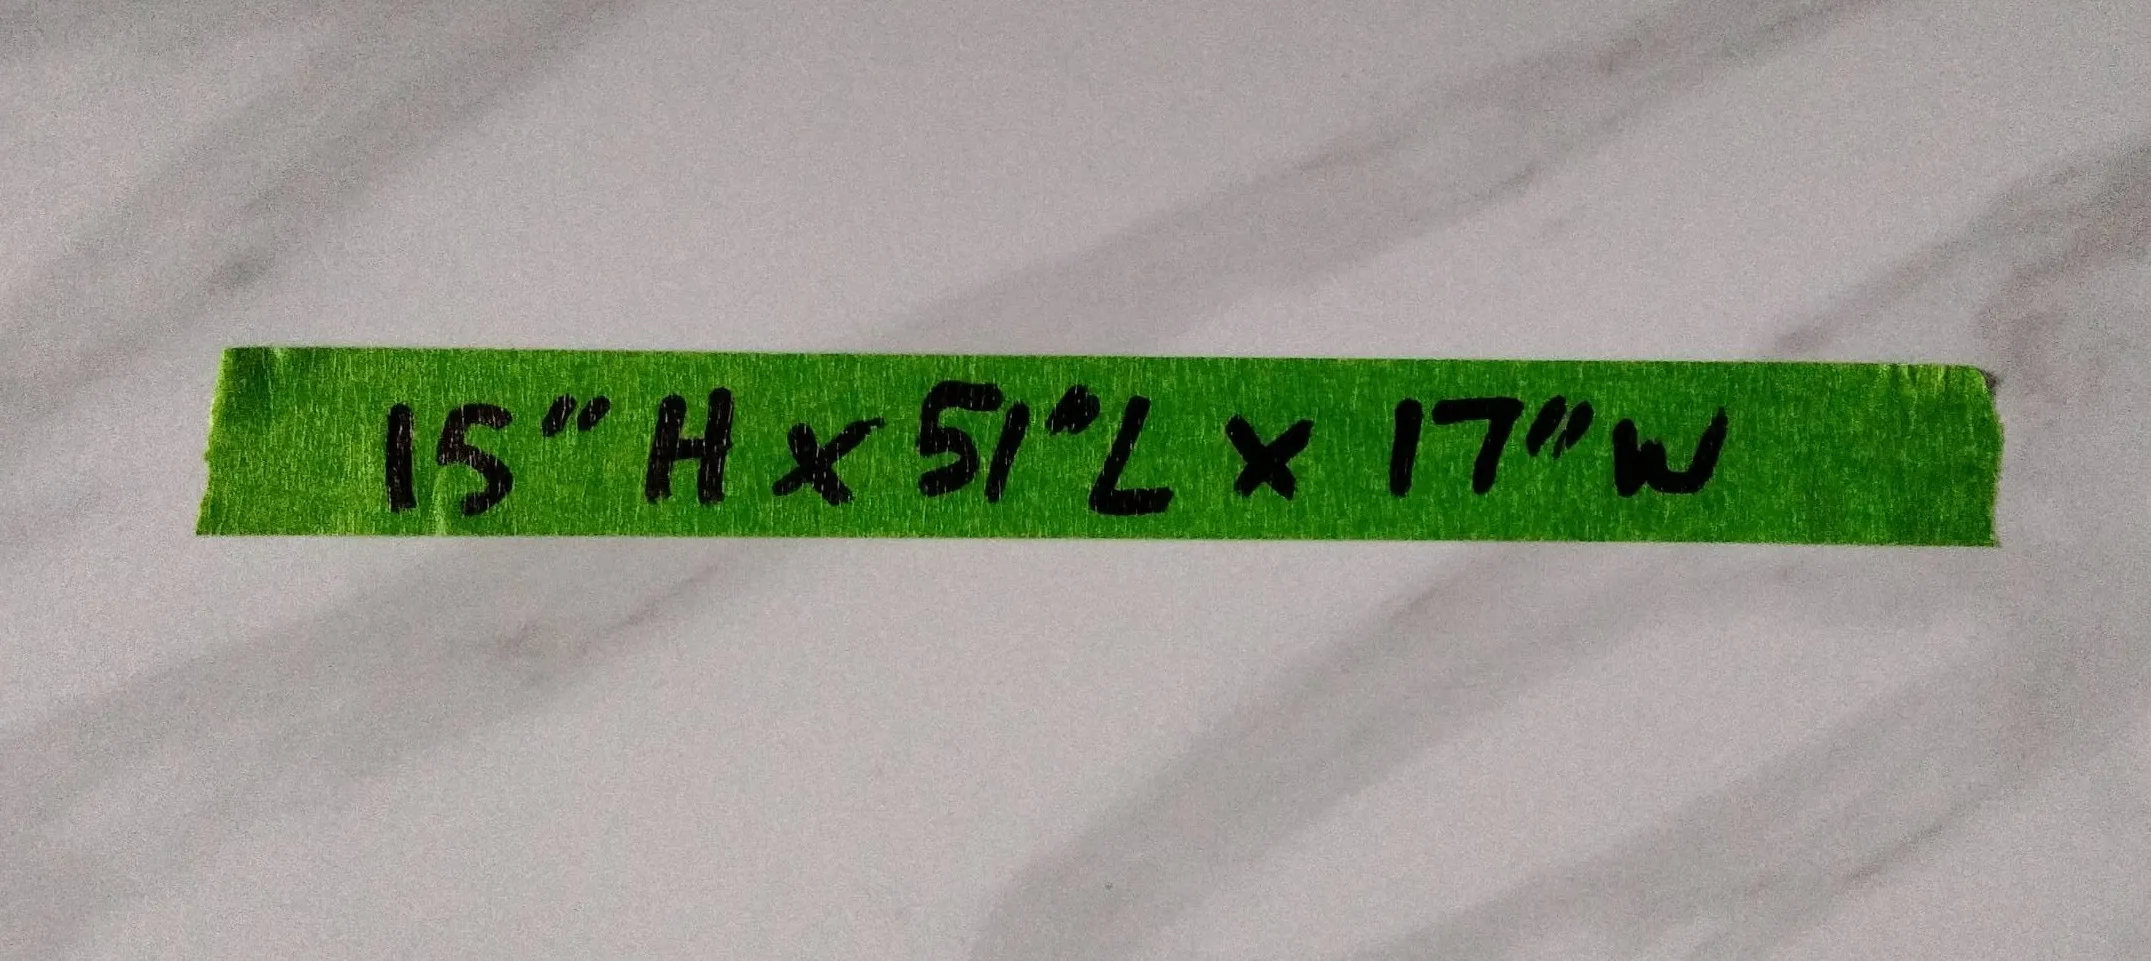 15" H x 51" L x 17" W